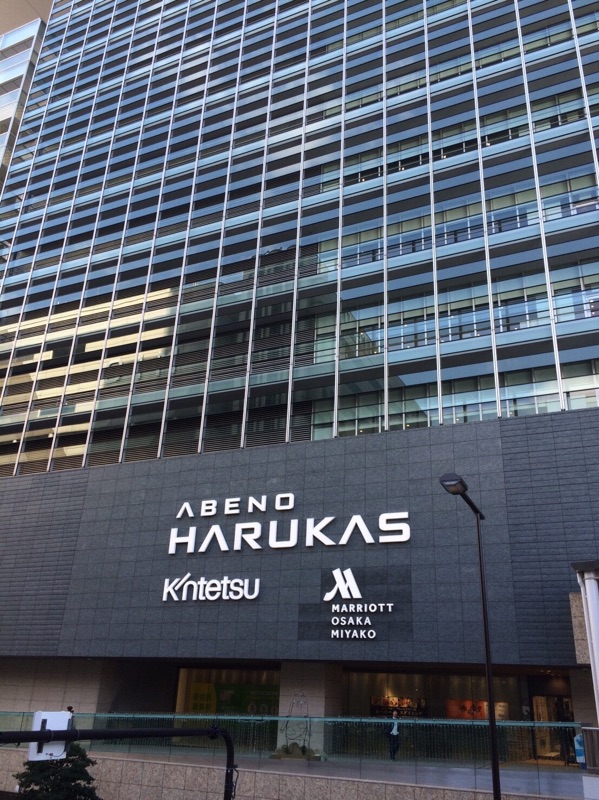 ABENO
HARUKAS
Kintetsu
MARRIOTT
OSAKA
MIYAKO